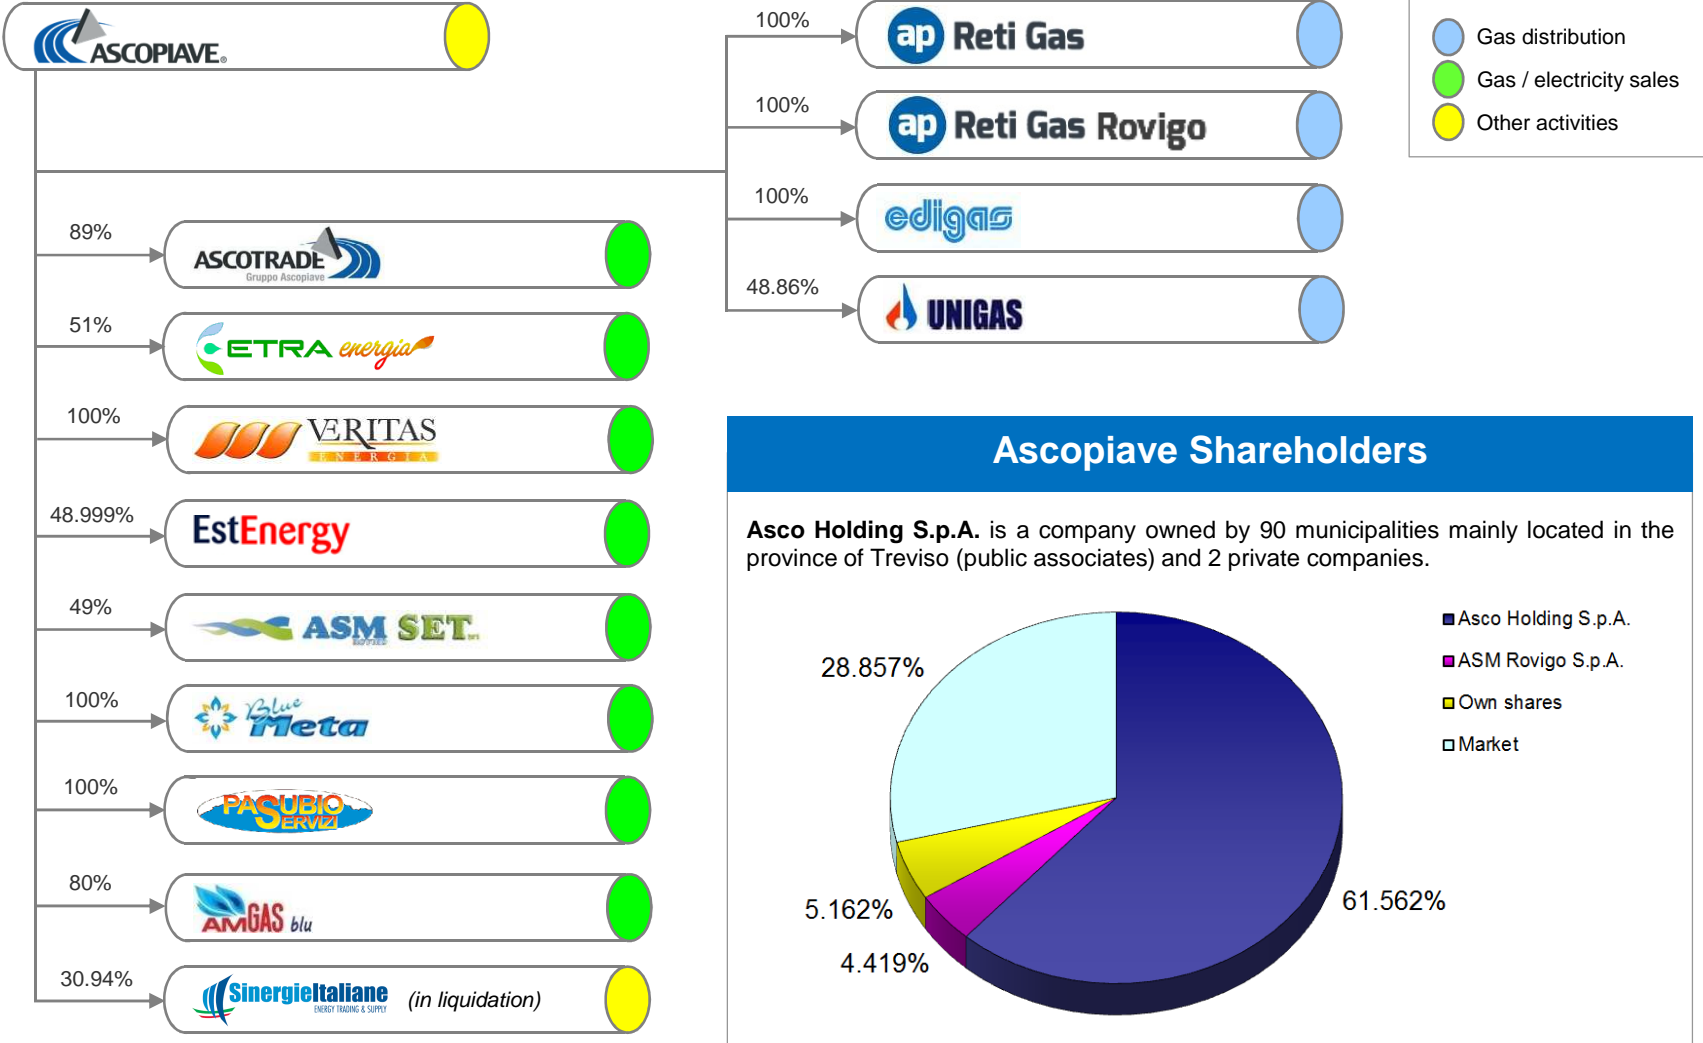 ASCOPIAVE®
100%
ap Reti Gas
100%
ap Reti Gas Rovigo
100%
edigas
48.86%
UNIGAS
Gas distribution
Gas / electricity sales
Other activities
89%
ASCOTRADE
Gruppo Ascopiave
51%
ETRA energia
100%
VERITAS
ENERGIA
48.999%
EstEnergy
49%
ASM SET
ROVIGO
100%
Blue
Meta
100%
PASUBIO
SERVIZI
80%
AMGAS blu
30.94%
SinergieItaliane (in liquidation)
ENERGY TRADING & SUPPLY
Ascopiave Shareholders
Asco Holding S.p.A. is a company owned by 90 municipalities mainly located in the
province of Treviso (public associates) and 2 private companies.
28.857%
5.162%
4.419%
61.562%
Asco Holding S.p.A.
ASM Rovigo S.p.A.
Own shares
Market